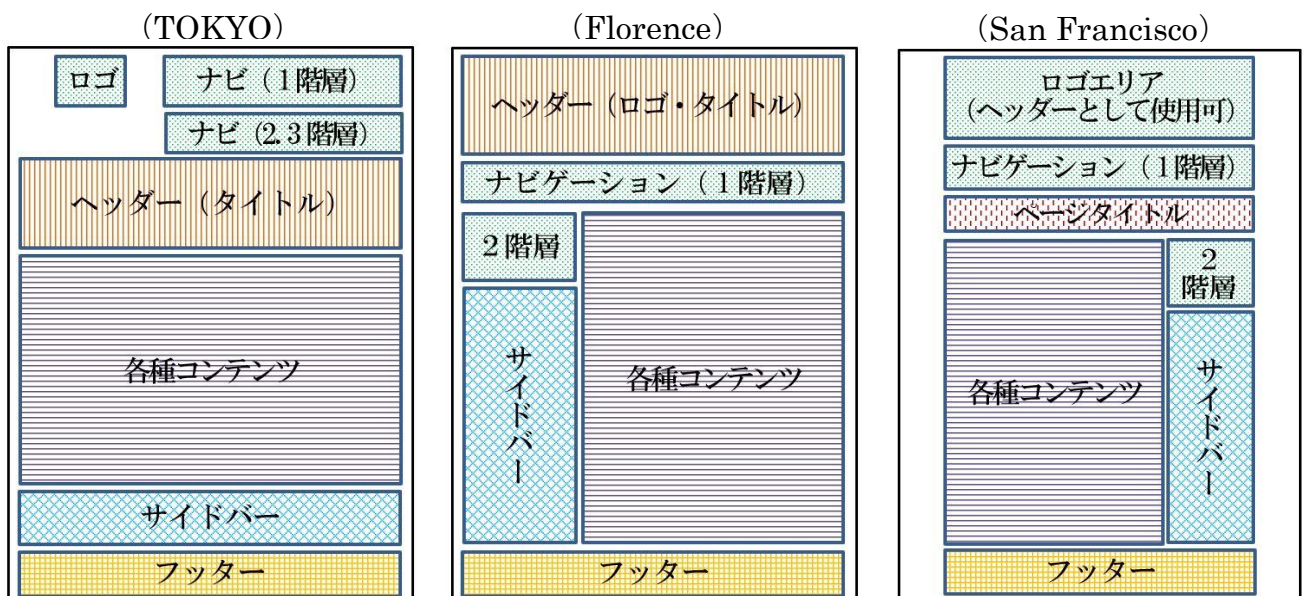 (TOKYO)
ロゴ
ナビ(1階層)
ナビ(2.3階層)
ヘッダー(タイトル)
各種コンテンツ
サイドバー
フッター
(Florence)
ヘッダー(ロゴ・タイトル)
ナビゲーション(1階層)
2階層
サイドバー
各種コンテンツ
フッター
(San Francisco)
ロゴエリア
(ヘッダーとして使用可)
ナビゲーション(1階層)
ページタイトル
各種コンテンツ
2
階層
サイドバー
フッター